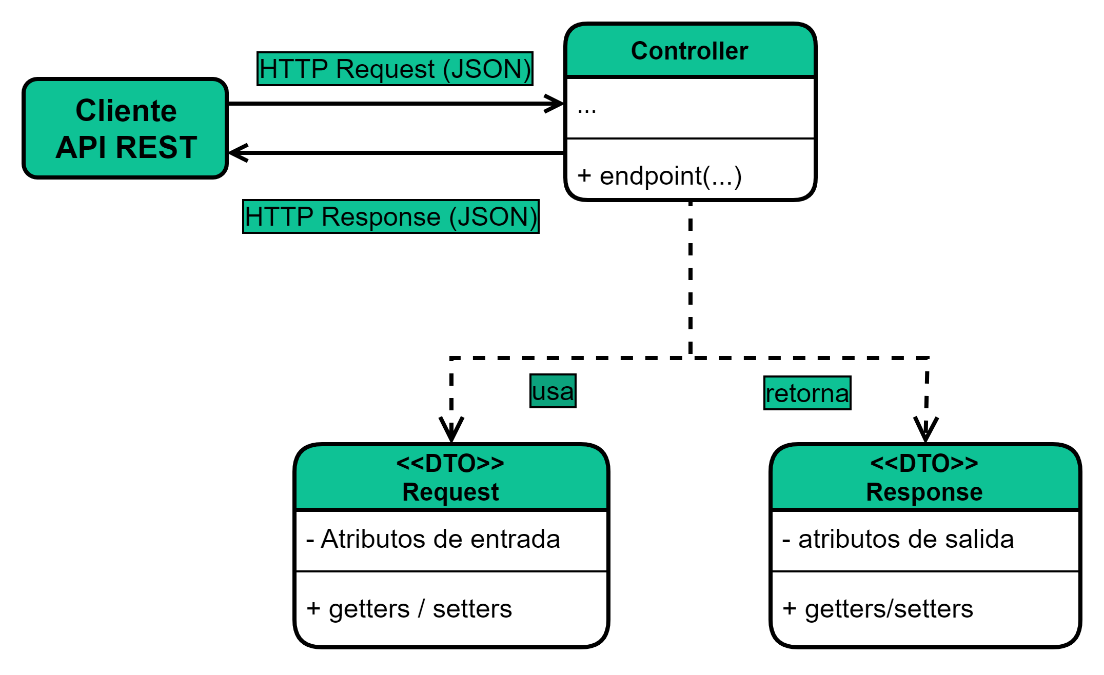 HTTP Request (JSON)
Cliente
API REST
HTTP Response (JSON)
Controller
...
+ endpoint(...)
usa
retorna
<<DTO>>
Request
- Atributos de entrada
+ getters / setters
<<DTO>>
Response
- atributos de salida
+ getters/setters